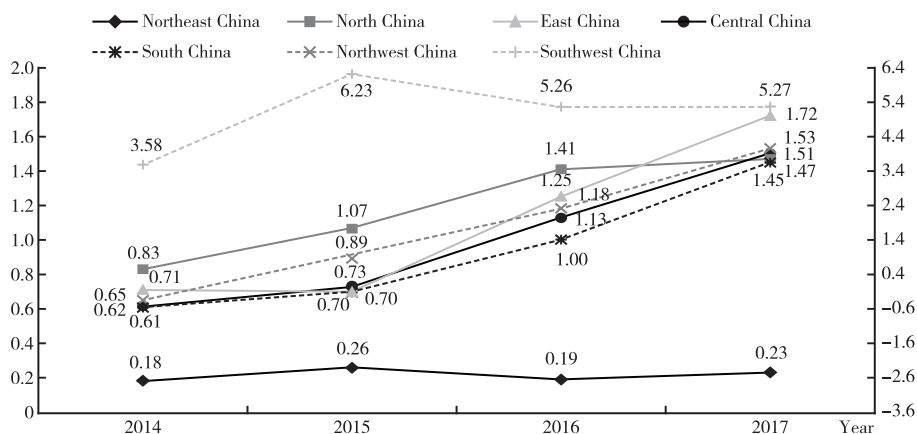 Northeast China North China East China Central China
South China Northwest China Southwest China
2.0 6.4
1.8 5.4
1.6 4.4
1.4 3.4
1.2 2.4
1.0 1.4
0.8 0.4
0.6 −0.6
0.4 −1.6
0.2 −2.6
0 −3.6
3.58 6.23 5.26 5.27
1.72
1.53
1.51
1.47
1.45
0.83 1.07 1.41
0.71 0.89 1.25 1.18
0.65 0.73 1.13
0.62 0.70 0.70 1.00
0.61
0.18 0.26 0.19 0.23
2014 2015 2016 2017 Year